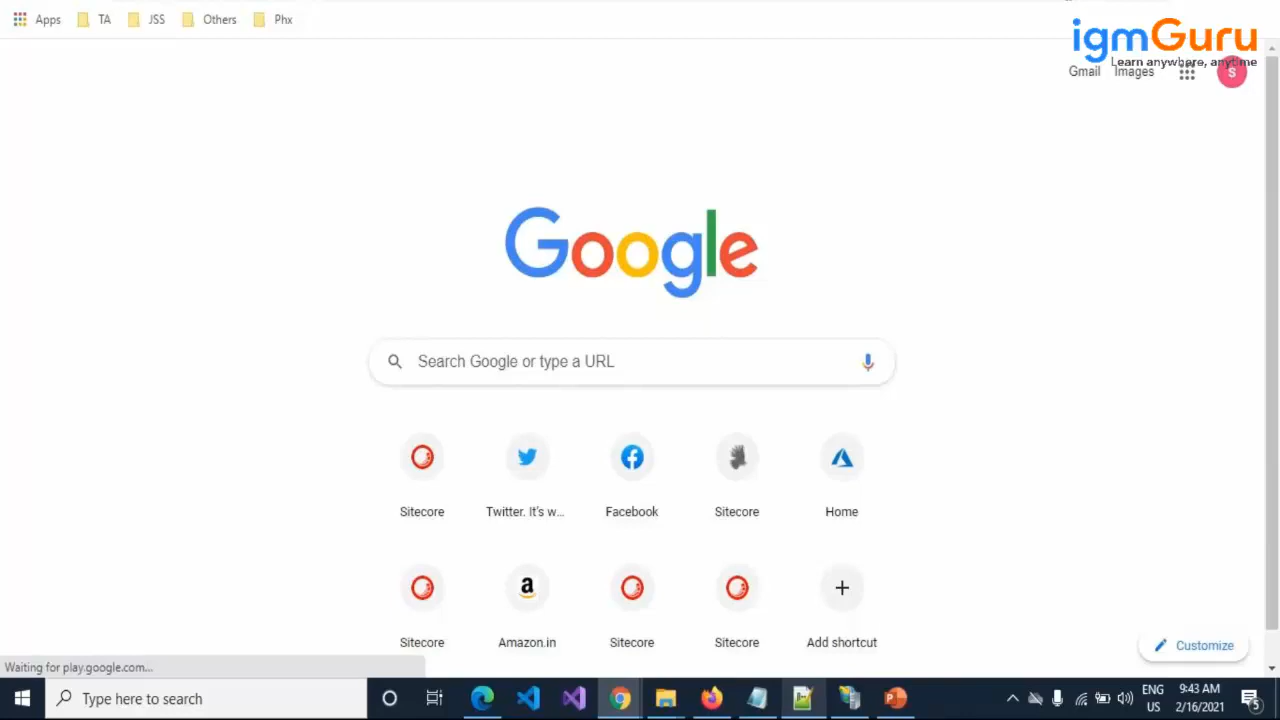 Apps TA JSS Others Phx
igmGuru
Learn anywhere, anytime
Gmail Images S
Google
Search Google or type a URL
Sitecore Twitter. It's w... Facebook Sitecore Home
a
Sitecore Amazon.in Sitecore Sitecore Add shortcut
Customize
Waiting for play.google.com...
Type here to search
ENG 9:43 AM
US 2/16/2021 5